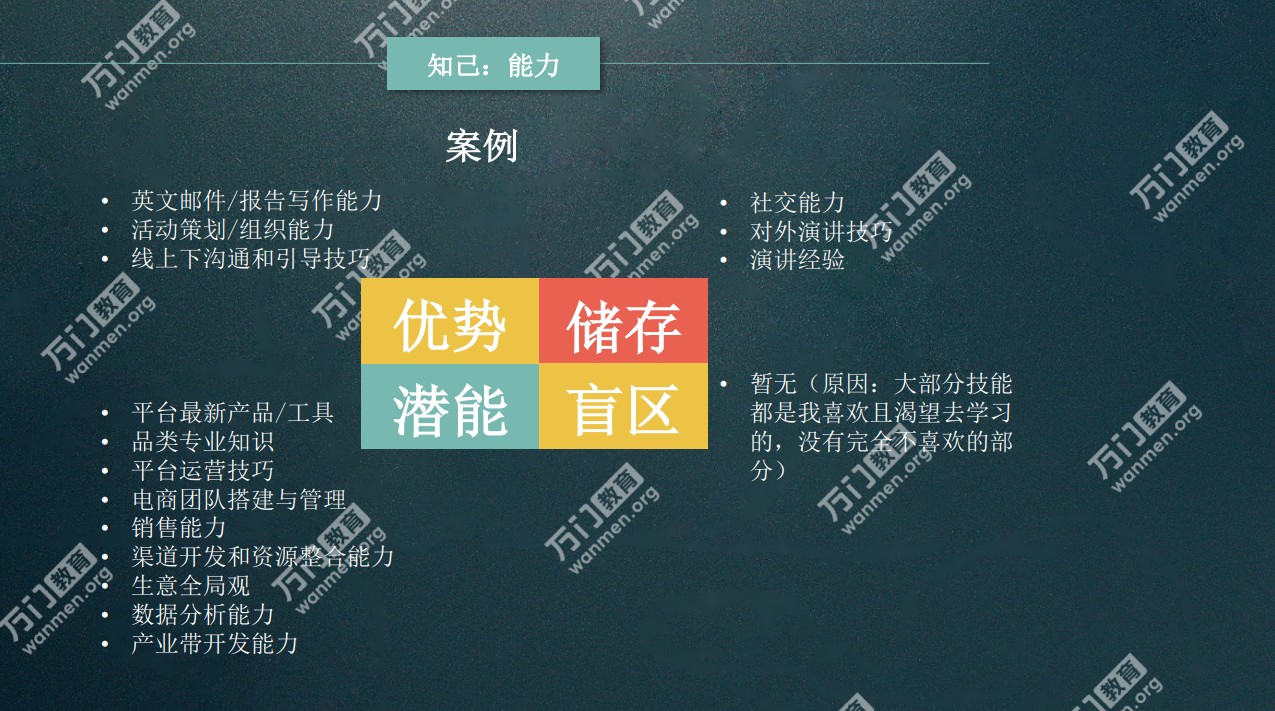 知己：能力
案例
• 英文邮件/报告写作能力
• 活动策划/组织能力
• 线上下沟通和引导技巧
• 社交能力
• 对外演讲技巧
• 演讲经验
优势
储存
潜能
盲区
• 平台最新产品/工具
• 品类专业知识
• 平台运营技巧
• 电商团队搭建与管理
• 销售能力
• 渠道开发和资源整合能力
• 生意全局观
• 数据分析能力
• 产业带开发能力
• 暂无（原因：大部分技能
都是我喜欢且渴望去学习
的，没有完全不喜欢的部
分）
万门教育
wanmen.org